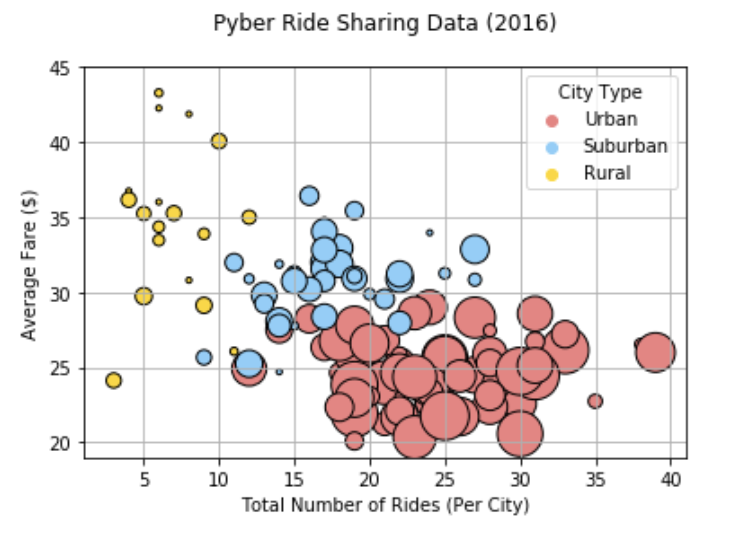 Pyber Ride Sharing Data (2016)
45
40
35
30
25
20
Average Fare ($)
City Type
Urban
Suburban
Rural
5 10 15 20 25 30 35 40
Total Number of Rides (Per City)